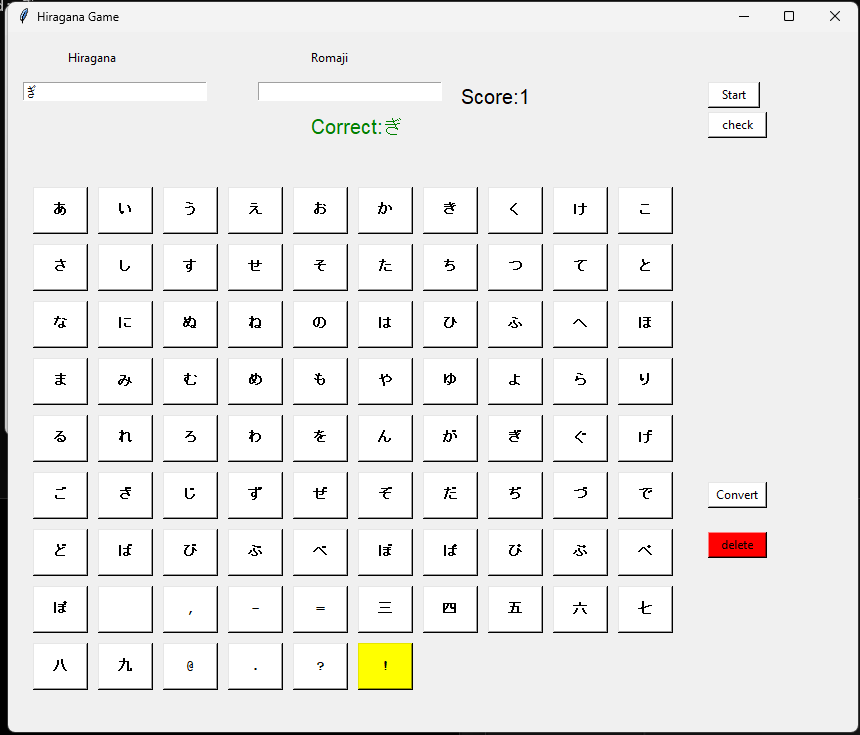 Hiragana Game
Hiragana Romaji
ぎ Score:1 Start
Correct:ぎ check
あ い う え お か き く け こ
さ し す せ そ た ち つ て と
な に ぬ ね の は ひ ふ へ ほ
ま み む め も や ゆ よ ら り
る れ ろ わ を ん が ぎ ぐ げ
ご ざ じ ず ぜ ぞ だ ぢ づ で
Convert
ど ば び ぶ べ ぼ ぱ ぴ ぷ ぺ
delete
ぽ , - = 三 四 五 六 七
八 九 @ . ? !